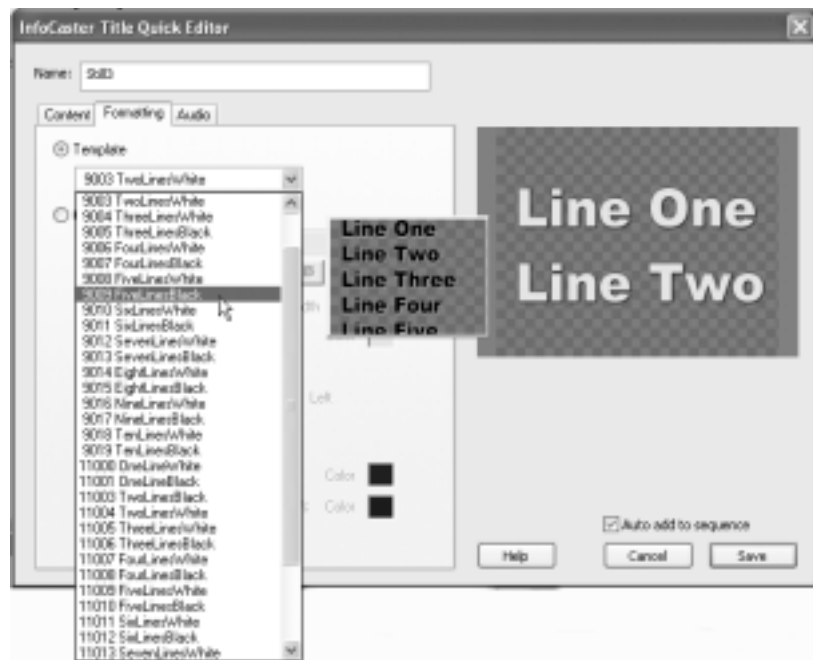 InfoCaster Title Quick Editor
Name:
Content Formatting Audio
Template
9003 TwoLinesWhite
9003 TwoLinesWhite
9004 ThreeLinesWhite
9005 ThreeLinesBlack
9006 FourLinesWhite
9007 FourLinesBlack
9008 FiveLinesWhite
9009 FiveLinesBlack
9010 SixLinesWhite
9011 SixLinesBlack
9012 SevenLinesWhite
9013 SevenLinesBlack
9014 EightLinesWhite
9015 EightLinesBlack
9016 NineLinesWhite
9017 NineLinesBlack
9018 TenLinesWhite
9019 TenLinesBlack
11000 OneLineWhite
11001 OneLineBlack
11003 TwoLinesBlack
11004 TwoLinesWhite
11005 ThreeLinesWhite
11006 ThreeLinesBlack
11007 FourLinesWhite
11008 FourLinesBlack
11009 FiveLinesWhite
11010 FiveLinesBlack
11011 SixLinesWhite
11012 SixLinesBlack
11013 SevenLinesWhite
Line One
Line Two
Line Three
Line Four
Line Five
Left
Color
Color
Line One
Line Two
Auto add to sequence
Help
Cancel
Save